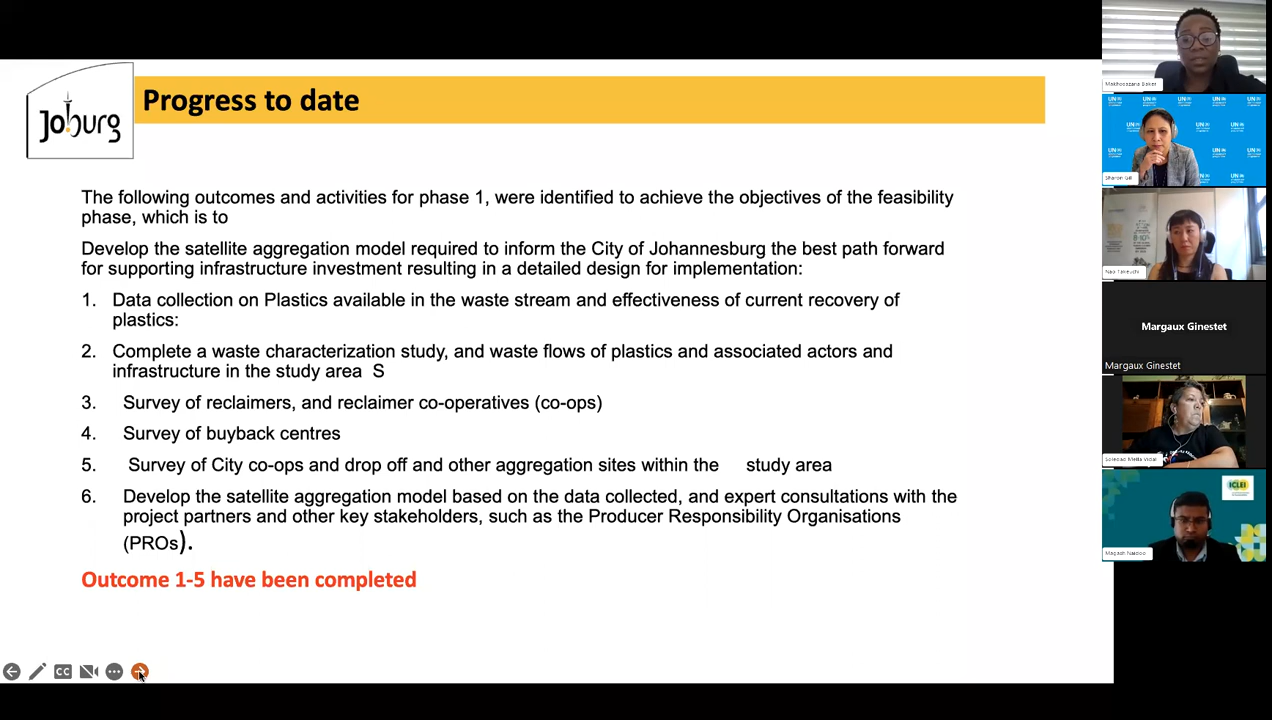 Joburg
Progress to date
The following outcomes and activities for phase 1, were identified to achieve the objectives of the feasibility
phase, which is to
Develop the satellite aggregation model required to inform the City of Johannesburg the best path forward
for supporting infrastructure investment resulting in a detailed design for implementation:
1. Data collection on Plastics available in the waste stream and effectiveness of current recovery of
plastics:
2. Complete a waste characterization study, and waste flows of plastics and associated actors and
infrastructure in the study area S
3. Survey of reclaimers, and reclaimer co-operatives (co-ops)
4. Survey of buyback centres
5. Survey of City co-ops and drop off and other aggregation sites within the study area
6. Develop the satellite aggregation model based on the data collected, and expert consultations with the
project partners and other key stakeholders, such as the Producer Responsibility Organisations
(PROs).
Outcome 1-5 have been completed
CC
Sharon Gill
Nao Takeuchi
Margaux Ginestet
Margaux Ginestet
ICLEI